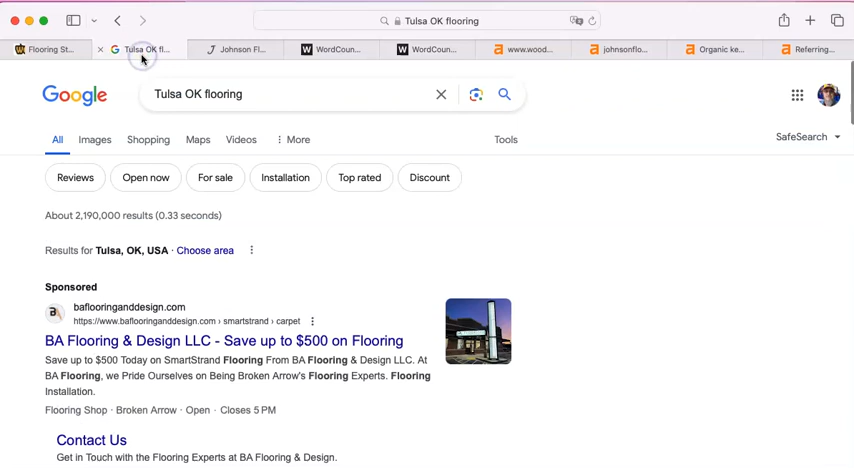 Tulsa OK flooring
Flooring St...
Tulsa OK fl...
Johnson Fl...
WordCoun...
WordCoun...
www.wood...
johnsonflo...
Organic ke...
Referring...
Google
Tulsa OK flooring
All Images Shopping Maps Videos More Tools
SafeSearch
Reviews Open now For sale Installation Top rated Discount
About 2,190,000 results (0.33 seconds)
Results for Tulsa, OK, USA · Choose area
Sponsored
baflooringanddesign.com
https://www.baflooringanddesign.com › smartstrand › carpet
BA Flooring & Design LLC - Save up to $500 on Flooring
Save up to $500 Today on SmartStrand Flooring From BA Flooring & Design LLC. At
BA Flooring, we Pride Ourselves on Being Broken Arrow's Flooring Experts. Flooring
Installation.
Flooring Shop · Broken Arrow · Open · Closes 5 PM
Contact Us
Get in Touch with the Flooring Experts at BA Flooring & Design.